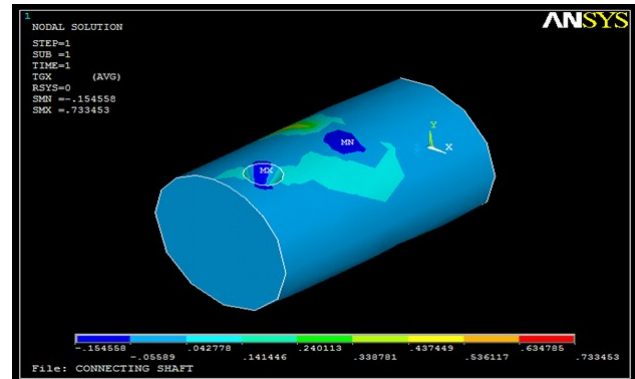 1
ANSYS
NODAL SOLUTION
STEP=1
SUB =1
TIME=1
TGX (AVG)
RSYS=0
SMN =-.154558
SMX =.733453
MN
MX
Y
X
-.154558 .042778 .240113 .437449 .634785
-.05589 .141446 .338781 .536117 .733453
File: CONNECTING SHAFT